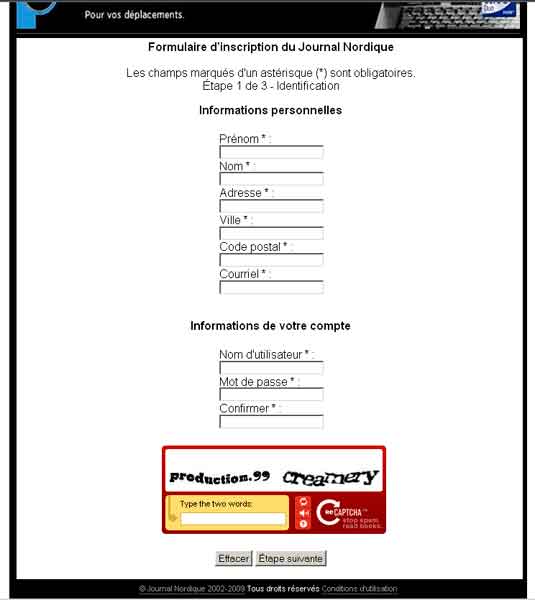 Pour vos déplacements.
Formulaire d'inscription du Journal Nordique
Les champs marqués d'un astérisque (*) sont obligatoires.
Étape 1 de 3 - Identification
Informations personnelles
Prénom * :
Nom * :
Adresse * :
Ville * :
Code postal * :
Courriel * :
Informations de votre compte
Nom d'utilisateur * :
Mot de passe * :
Confirmer * :
production.99 creamery
Type the two words:
reCAPTCHA™
stop spam.
read books.
Effacer Étape suivante
© Journal Nordique 2002-2009 Tous droits réservés Conditions d'utilisation